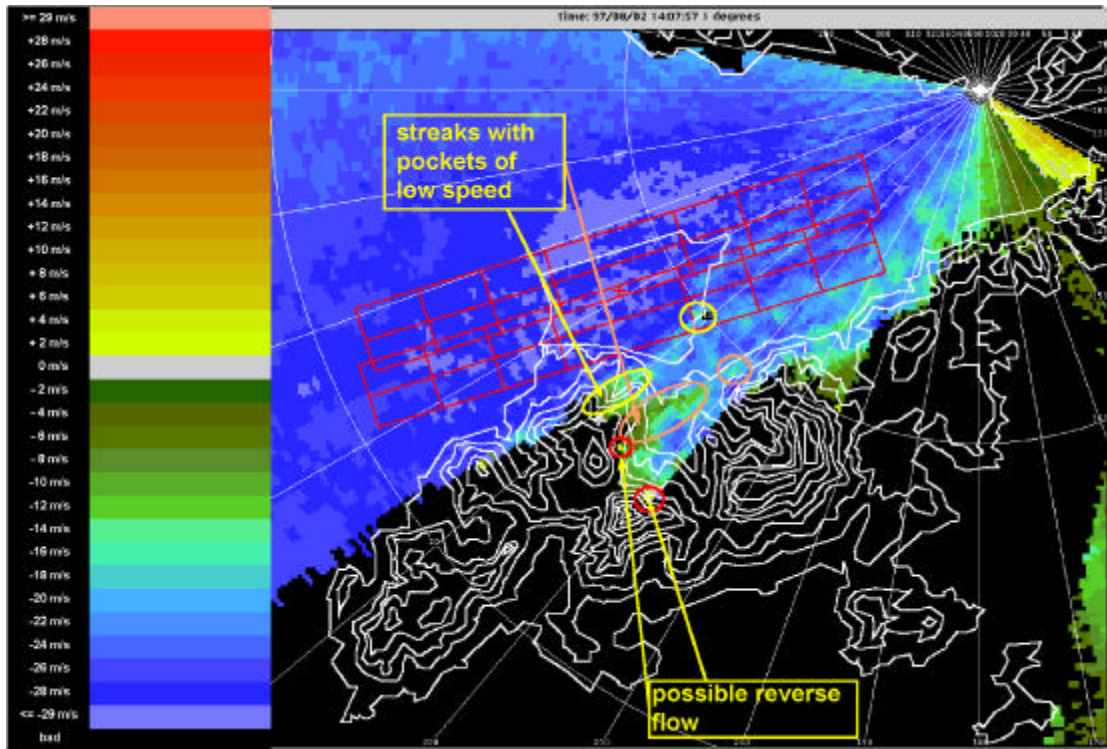 time: 97/08/02 14:07:57 1 degrees
>= 29 m/s
+28 m/s
+26 m/s
+24 m/s
+22 m/s
+20 m/s
+18 m/s
+16 m/s
+14 m/s
+12 m/s
+10 m/s
+ 8 m/s
+ 6 m/s
+ 4 m/s
+ 2 m/s
0 m/s
- 2 m/s
- 4 m/s
- 6 m/s
- 8 m/s
-10 m/s
-12 m/s
-14 m/s
-16 m/s
-18 m/s
-20 m/s
-22 m/s
-24 m/s
-26 m/s
-28 m/s
<= -29 m/s
bad
streaks with
pockets of
low speed
possible reverse
flow